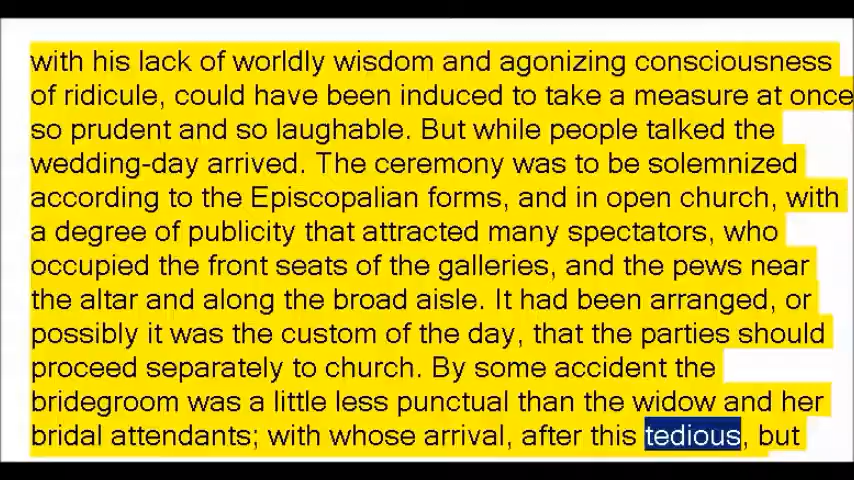 with his lack of worldly wisdom and agonizing consciousness
of ridicule, could have been induced to take a measure at once
so prudent and so laughable. But while people talked the
wedding-day arrived. The ceremony was to be solemnized
according to the Episcopalian forms, and in open church, with
a degree of publicity that attracted many spectators, who
occupied the front seats of the galleries, and the pews near
the altar and along the broad aisle. It had been arranged, or
possibly it was the custom of the day, that the parties should
proceed separately to church. By some accident the
bridegroom was a little less punctual than the widow and her
bridal attendants; with whose arrival, after this tedious, but